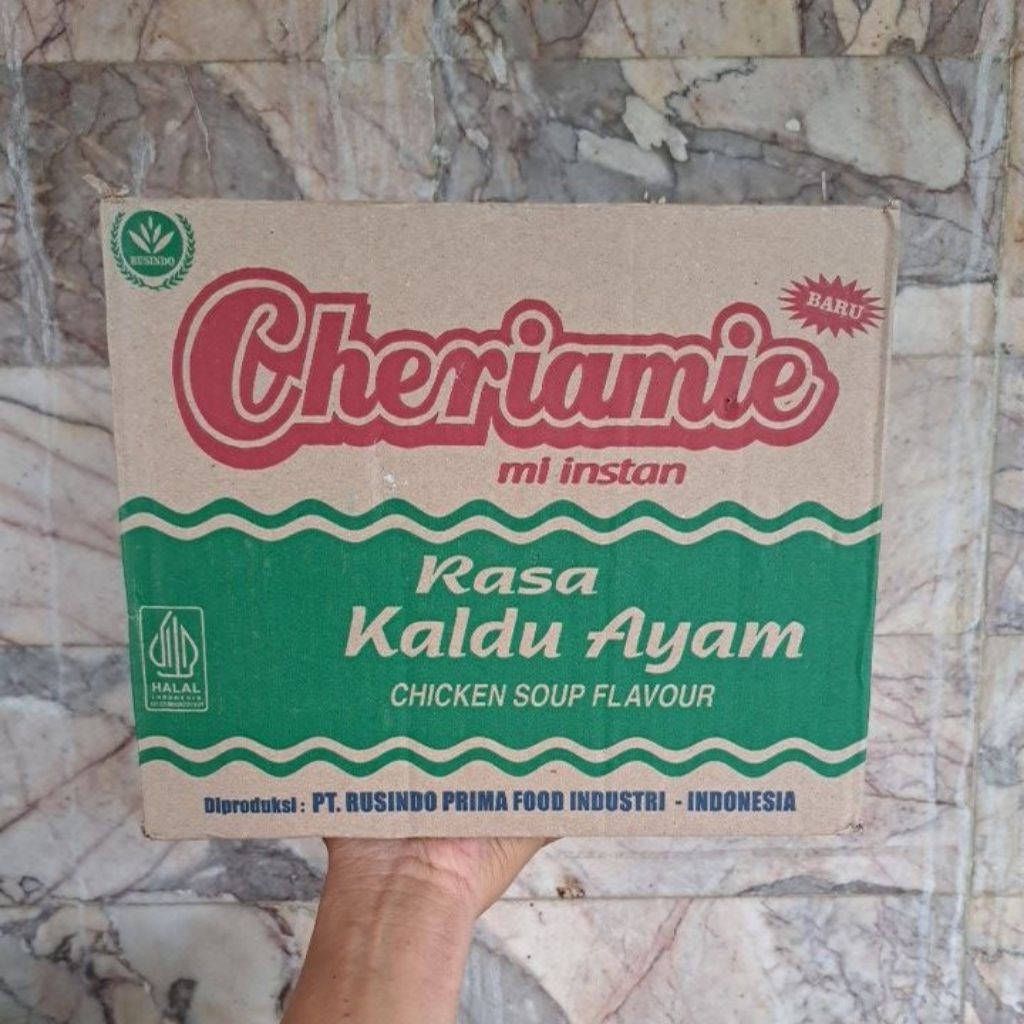 RUSINDO
BARU
Cheriamie
mi instan
Rasa
Kaldu Ayam
CHICKEN SOUP FLAVOUR
HALAL
INDONESIA
Diproduksi : PT. RUSINDO PRIMA FOOD INDUSTRI - INDONESIA